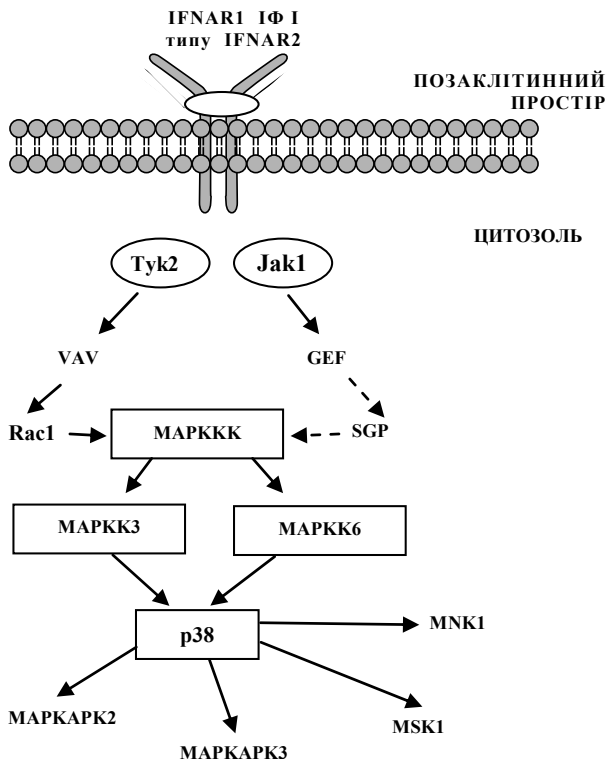 IFNAR1 ІФ І
типу IFNAR2
ПОЗАКЛІТИННИЙ
ПРОСТІР
ЦИТОЗОЛЬ
Tyk2
Jak1
VAV
GEF
Rac1
MAPKKK
SGP
MAPKK3
MAPKK6
p38
MNK1
MAPKAPK2
MSK1
MAPKAPK3